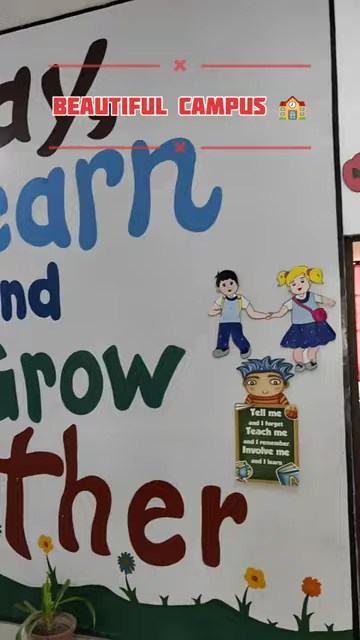 BEAUTIFUL CAMPUS
ay,
earn
nd
Grow
ther
Tell me
and I forget
Teach me
and I remember
Involve me
and I learn